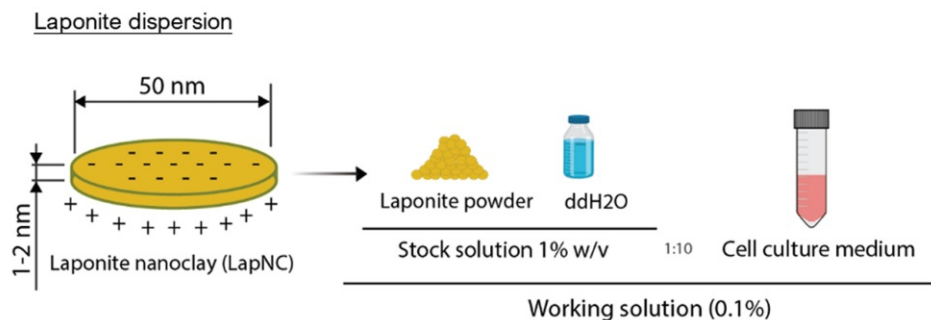 Laponite dispersion
50 nm
1-2 nm
- - - - - - - - - - - - - - -
+ + + + + + + + +
Laponite nanoclay (LapNC)
Laponite powder
ddH2O
Stock solution 1% w/v
1:10
Cell culture medium
Working solution (0.1%)